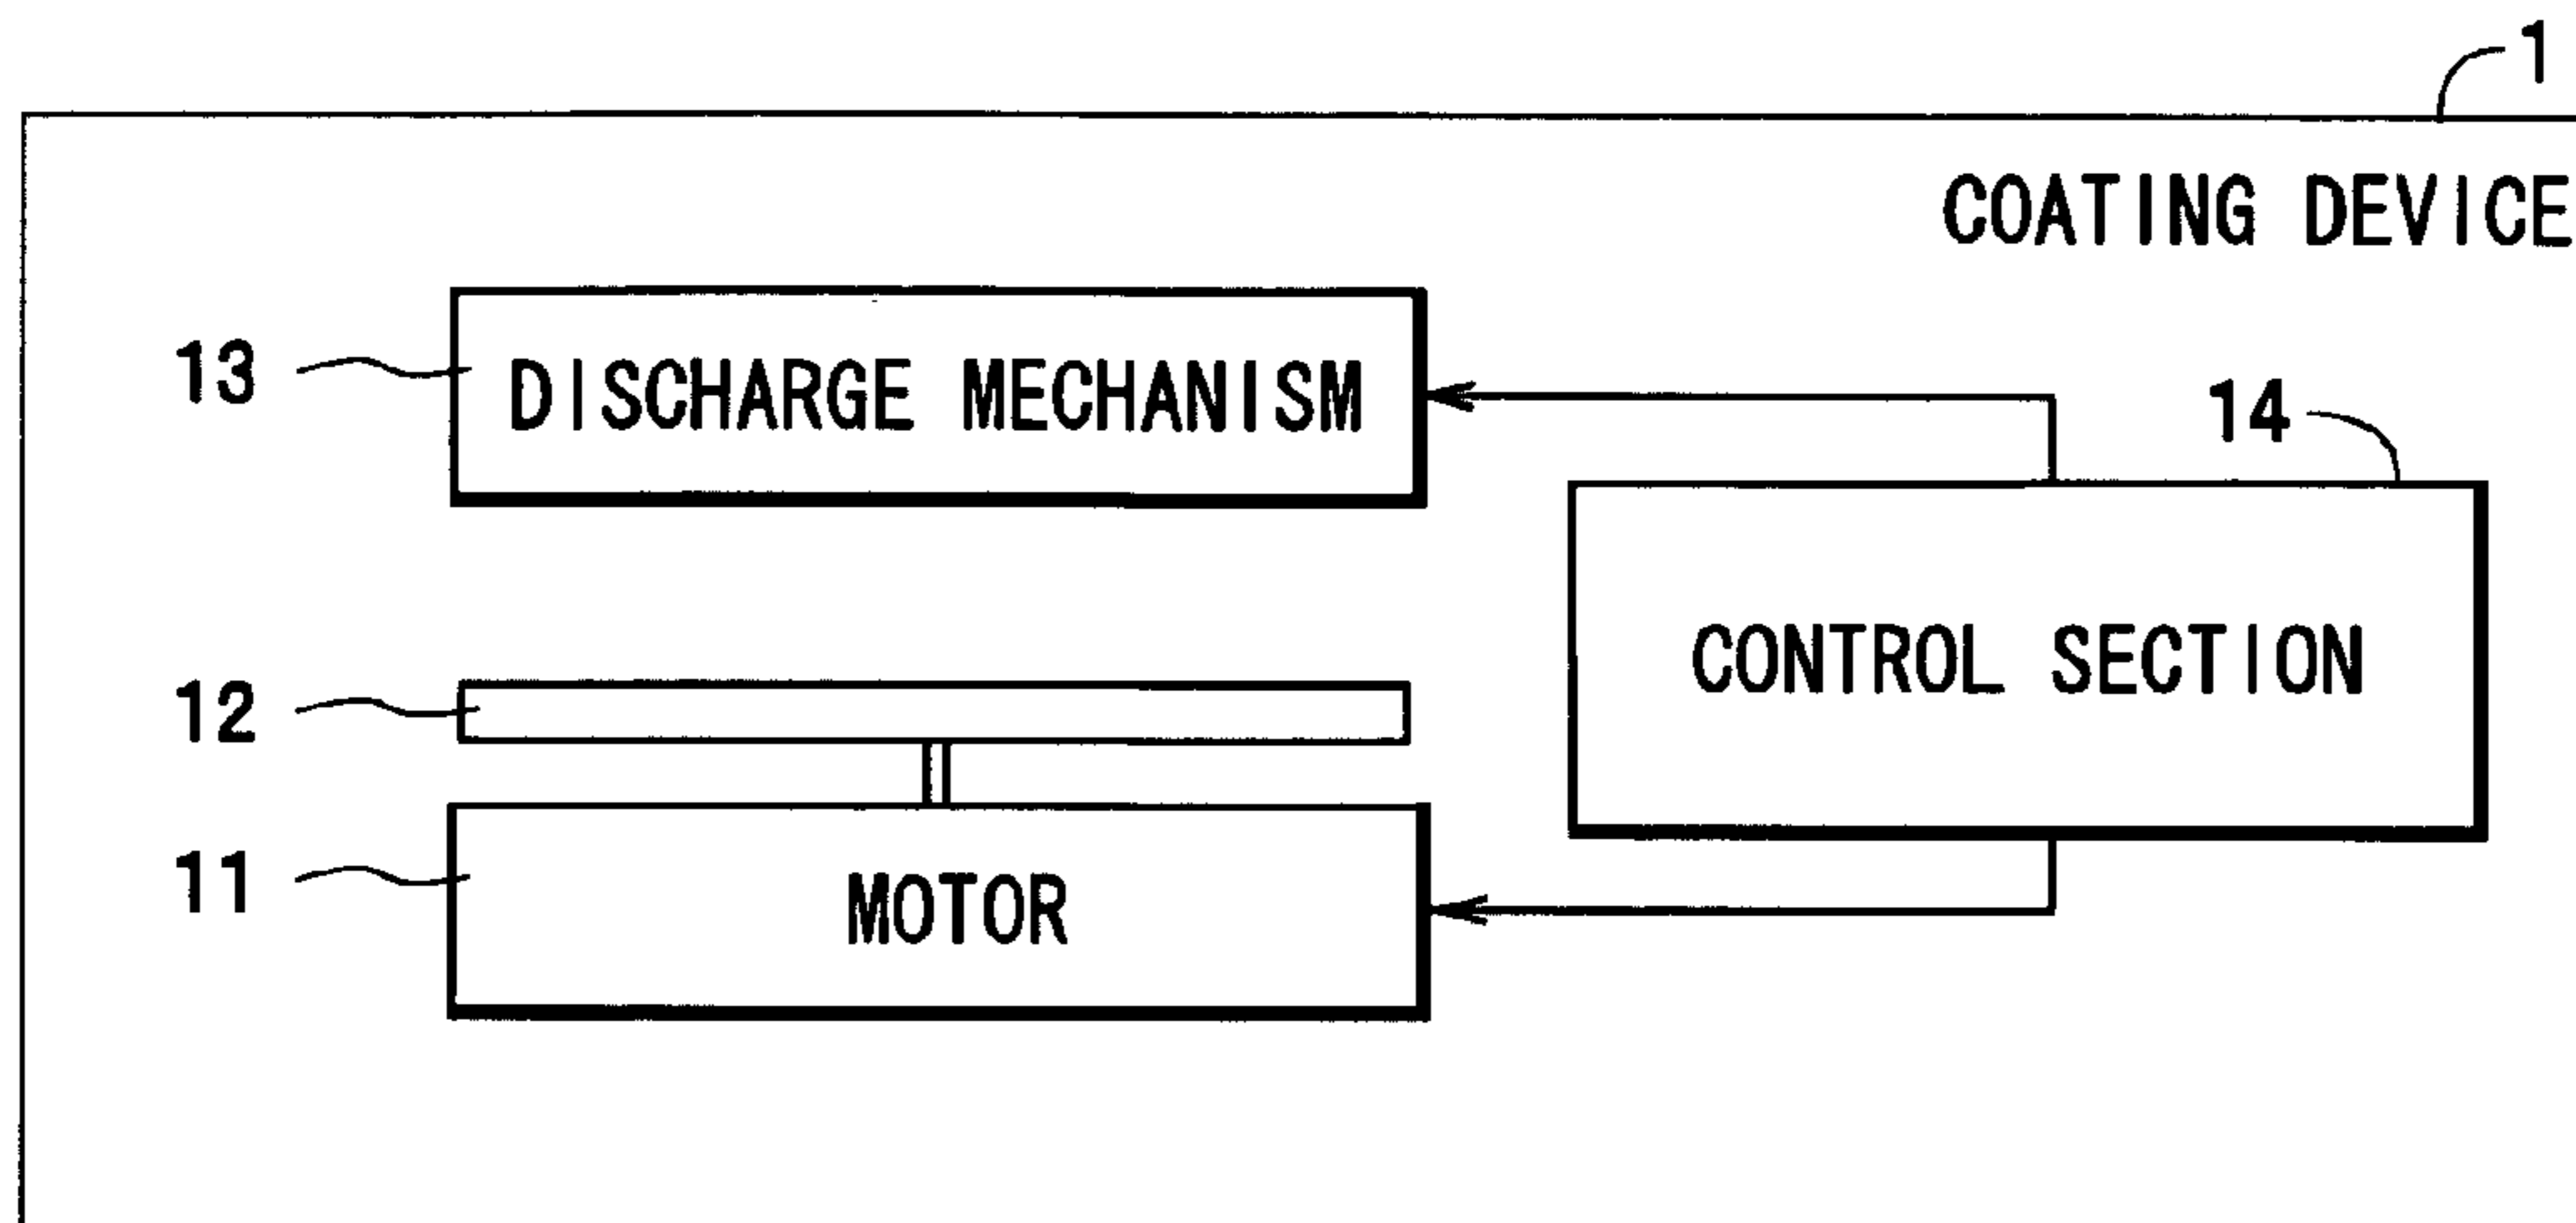 1
COATING DEVICE
13
DISCHARGE MECHANISM
14
12
CONTROL SECTION
11
MOTOR